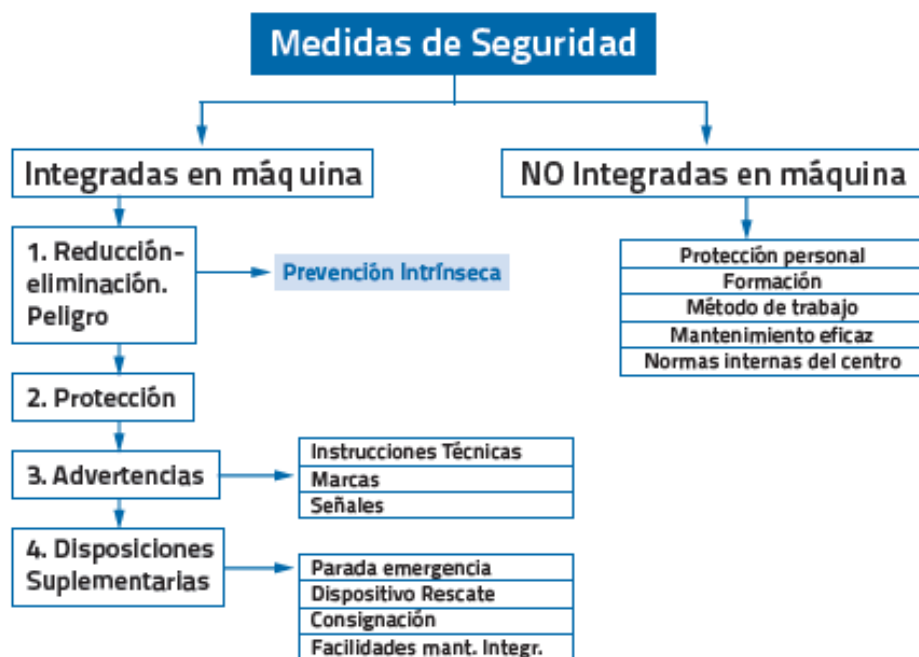 Medidas de Seguridad
Integradas en máquina
NO Integradas en máquina
1. Reducción-
eliminación.
Peligro
Prevención Intrínseca
Protección personal
Formación
Método de trabajo
Mantenimiento eficaz
Normas internas del centro
2. Protección
3. Advertencias
Instrucciones Técnicas
Marcas
Señales
4. Disposiciones
Suplementarias
Parada emergencia
Dispositivo Rescate
Consignación
Facilidades mant. Integr.